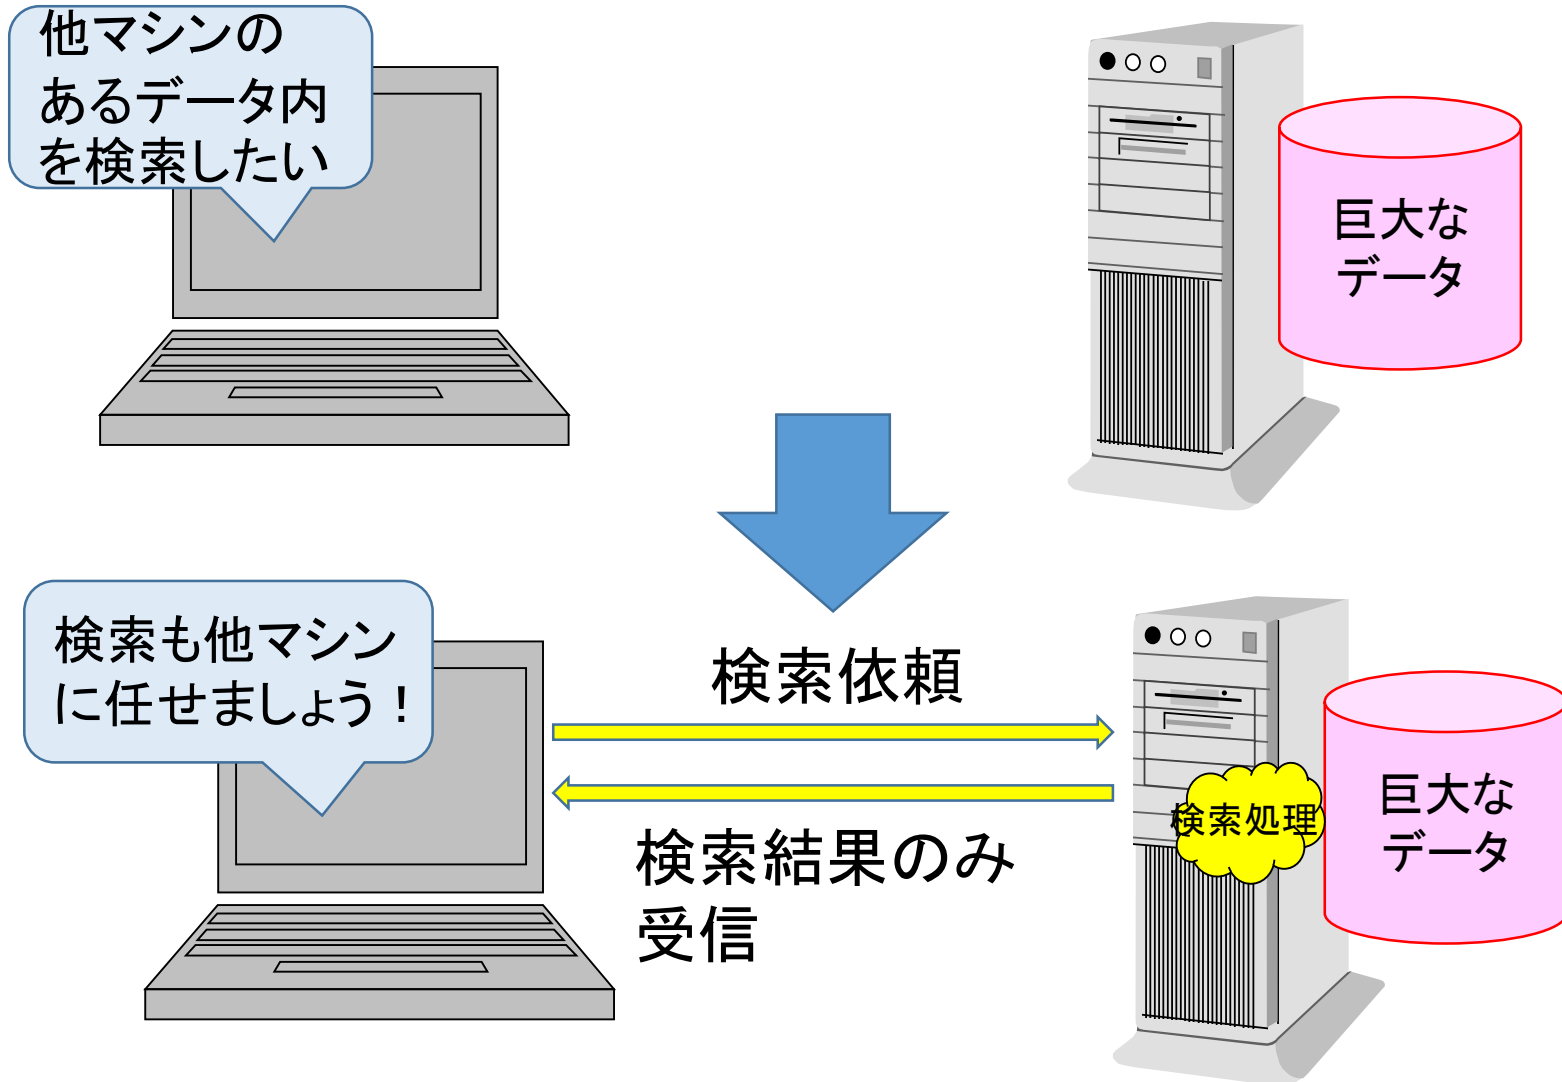 他マシンの
あるデータ内
を検索したい
巨大な
データ
検索も他マシン
に任せましょう！
検索依頼
検索結果のみ
受信
検索処理
巨大な
データ